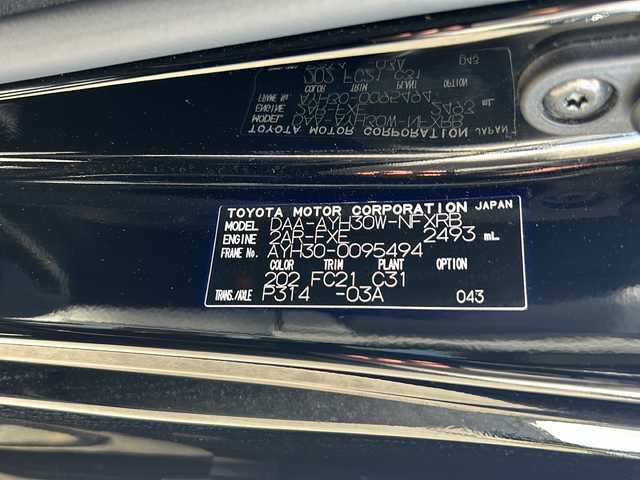 TOYOTA MOTOR CORPORATION JAPAN
MODEL DAA-AYH30W-NFXRB
ENGINE 2AR-FXE 2493 mL
FRAME No. AYH30-0095494
COLOR TRIM PLANT OPTION
202 FC21 C31
TRANS./AXLE P314 -03A 043